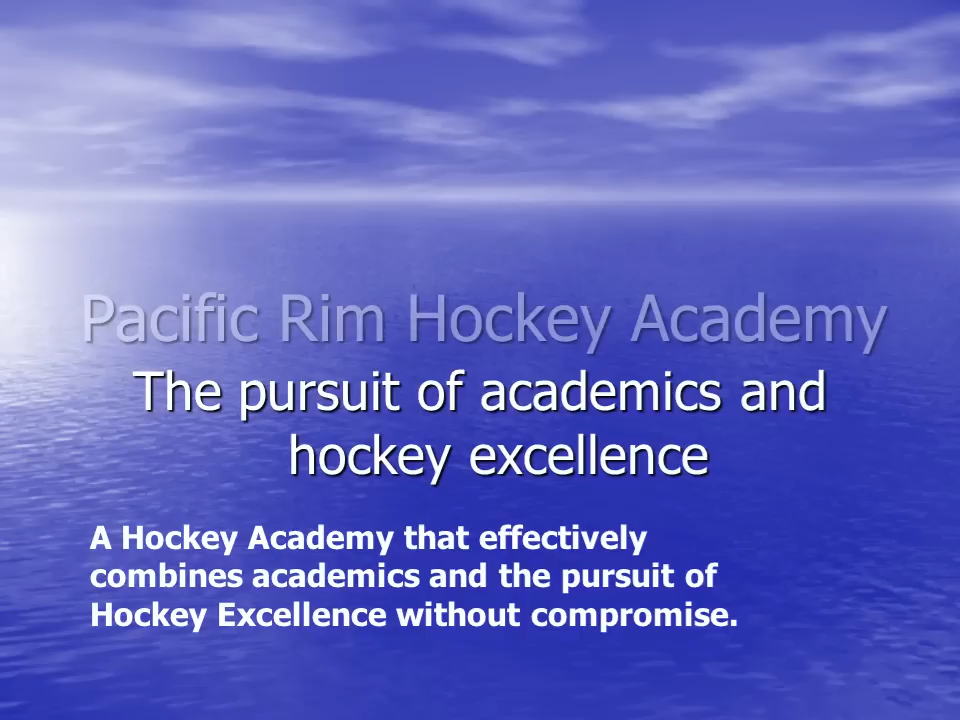 Pacific Rim Hockey Academy
The pursuit of academics and
hockey excellence
A Hockey Academy that effectively
combines academics and the pursuit of
Hockey Excellence without compromise.